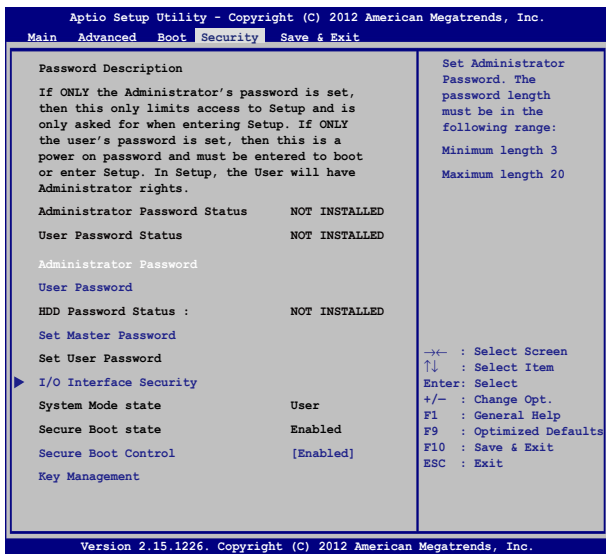 Aptio Setup Utility - Copyright (C) 2012 American Megatrends, Inc.
Main Advanced Boot Security Save & Exit
Password Description
If ONLY the Administrator's password is set,
then this only limits access to Setup and is
only asked for when entering Setup. If ONLY
the user's password is set, then this is a
power on password and must be entered to boot
or enter Setup. In Setup, the User will have
Administrator rights.
Administrator Password Status NOT INSTALLED
User Password Status NOT INSTALLED
Administrator Password
User Password
HDD Password Status : NOT INSTALLED
Set Master Password
Set User Password
I/O Interface Security
System Mode state User
Secure Boot state Enabled
Secure Boot Control [Enabled]
Key Management
Set Administrator
Password. The
password length
must be in the
following range:
Minimum length 3
Maximum length 20
→← : Select Screen
↑↓ : Select Item
Enter: Select
+/— : Change Opt.
F1 : General Help
F9 : Optimized Defaults
F10 : Save & Exit
ESC : Exit
Version 2.15.1226. Copyright (C) 2012 American Megatrends, Inc.